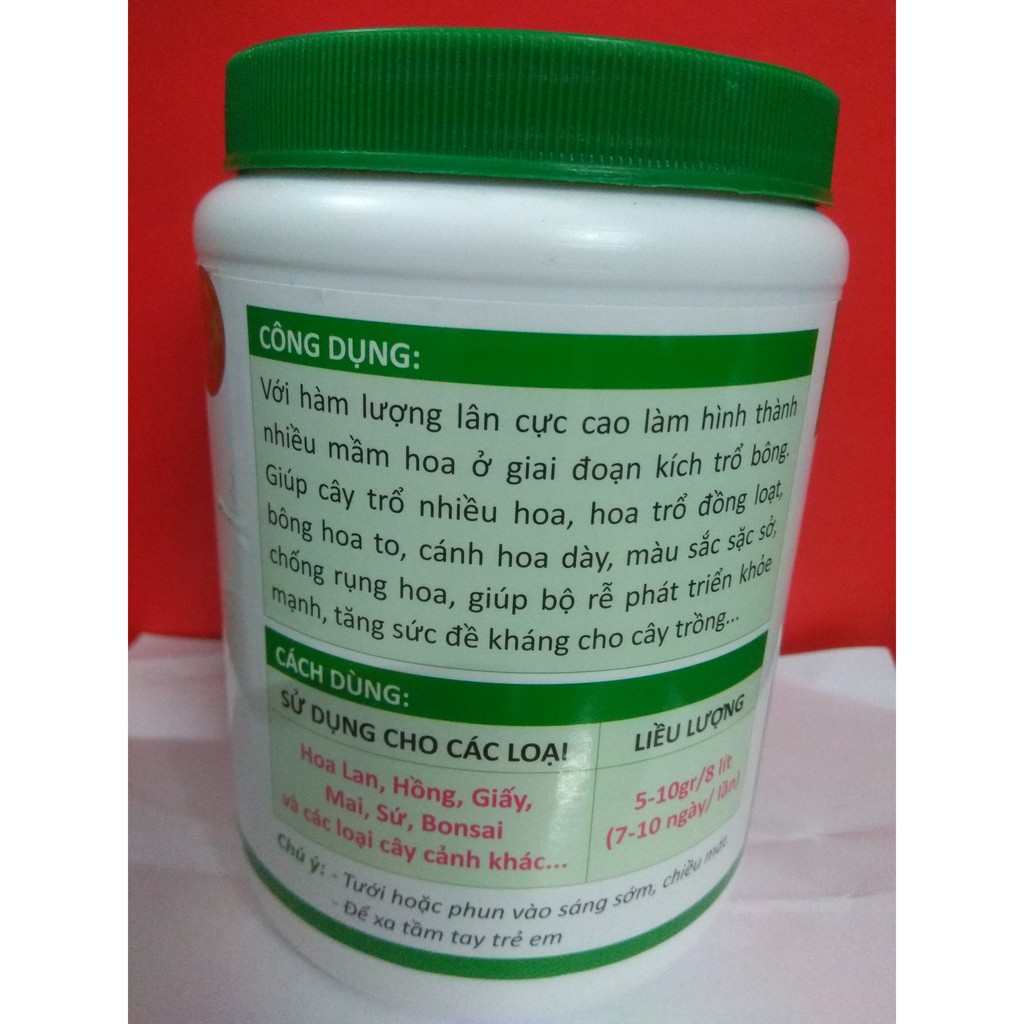 CÔNG DỤNG:
Với hàm lượng lân cực cao làm hình thành
nhiều mầm hoa ở giai đoạn kích trổ bông.
Giúp cây trổ nhiều hoa, hoa trổ đồng loạt,
bông hoa to, cánh hoa dày, màu sắc sặc sở,
chống rụng hoa, giúp bộ rễ phát triển khỏe
mạnh, tăng sức đề kháng cho cây trồng...
CÁCH DÙNG:
SỬ DỤNG CHO CÁC LOẠI
LIỀU LƯỢNG
Hoa Lan, Hồng, Giấy,
Mai, Sứ, Bonsai
và các loại cây cảnh khác...
5-10gr/8 lít
(7-10 ngày/ lần)
Chú ý: - Tưới hoặc phun vào sáng sớm, chiều mát
- Để xa tầm tay trẻ em